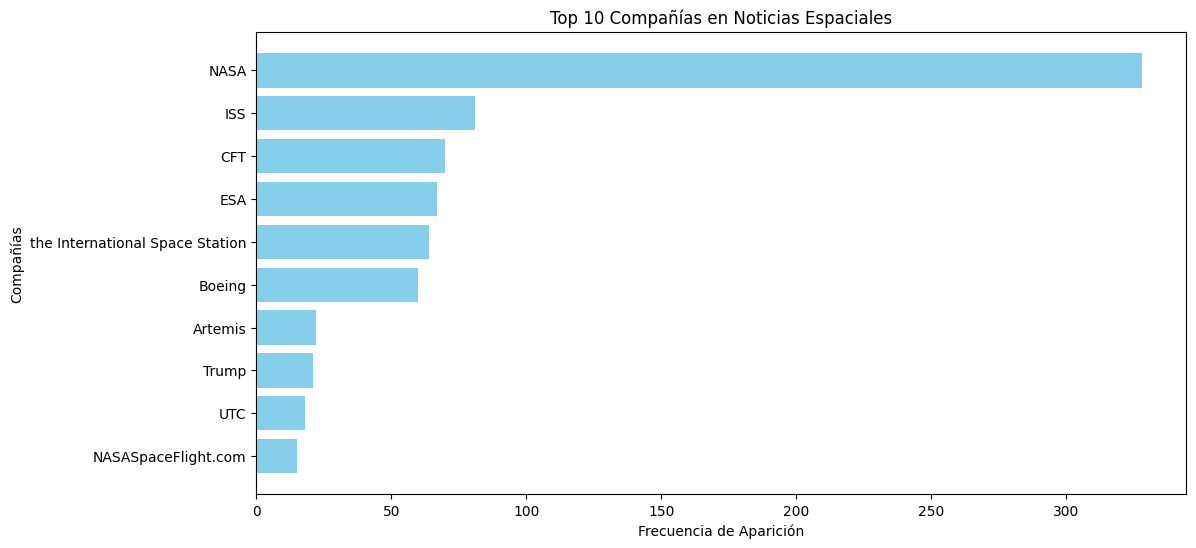 Top 10 Compañías en Noticias Espaciales
Compañías
NASA
ISS
CFT
ESA
the International Space Station
Boeing
Artemis
Trump
UTC
NASASpaceFlight.com
0 50 100 150 200 250 300
Frecuencia de Aparición